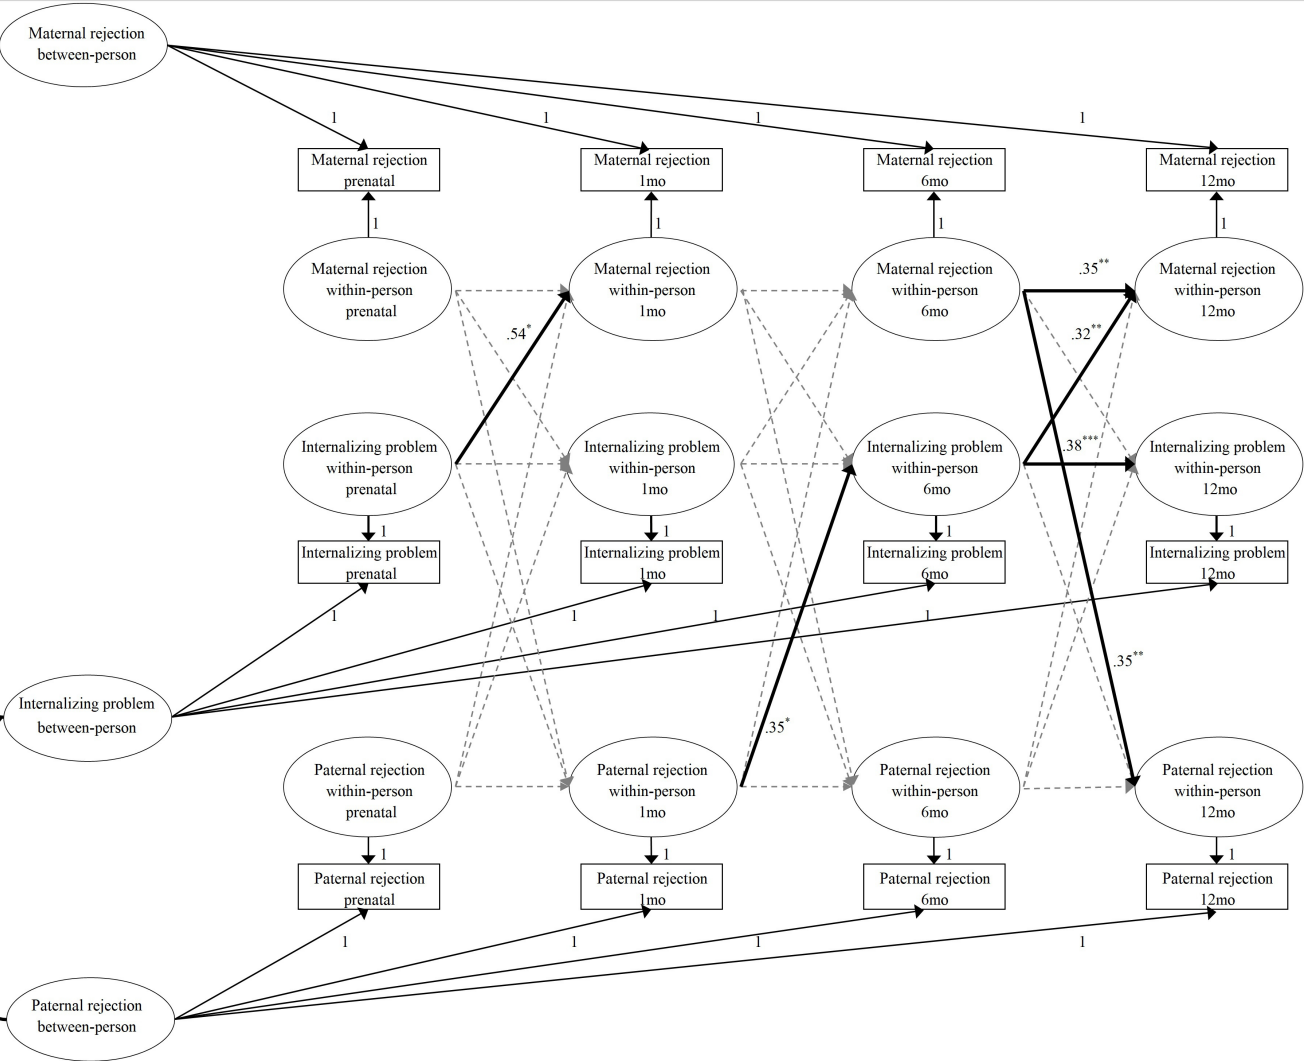 Maternal rejection
between-person
1
1
1
1
Maternal rejection
prenatal
Maternal rejection
1mo
Maternal rejection
6mo
Maternal rejection
12mo
1
1
1
1
Maternal rejection
within-person
prenatal
Maternal rejection
within-person
1mo
Maternal rejection
within-person
6mo
.35**
Maternal rejection
within-person
12mo
.54*
.32**
Internalizing problem
within-person
prenatal
Internalizing problem
within-person
1mo
Internalizing problem
within-person
6mo
.38***
Internalizing problem
within-person
12mo
1
1
1
1
Internalizing problem
prenatal
Internalizing problem
1mo
Internalizing problem
6mo
Internalizing problem
12mo
1
1
1
1
Internalizing problem
between-person
.35**
.35*
Paternal rejection
within-person
prenatal
Paternal rejection
within-person
1mo
Paternal rejection
within-person
6mo
Paternal rejection
within-person
12mo
1
1
1
1
Paternal rejection
prenatal
Paternal rejection
1mo
Paternal rejection
6mo
Paternal rejection
12mo
1
1
1
1
Paternal rejection
between-person